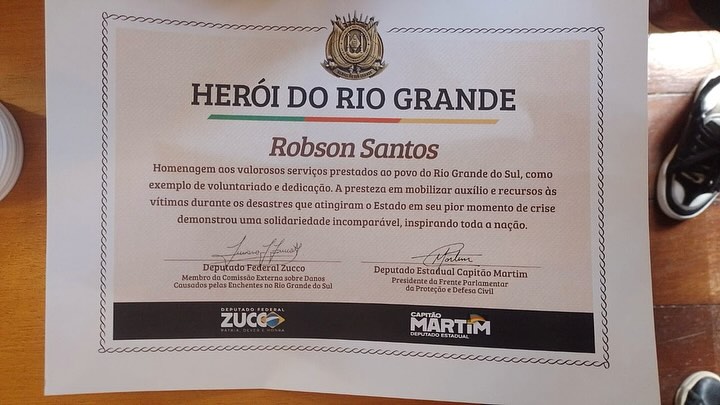 HERÓI DO RIO GRANDE
Robson Santos
Homenagem aos valorosos serviços prestados ao povo do Rio Grande do Sul, como
exemplo de voluntariado e dedicação. A presteza em mobilizar auxílio e recursos às
vítimas durante os desastres que atingiram o Estado em seu pior momento de crise
demonstrou uma solidariedade incomparável, inspirando toda a nação.
Deputado Federal Zucco
Membro da Comissão Externa sobre Danos
Causados pelas Enchentes no Rio Grande do Sul
Deputado Estadual Capitão Martim
Presidente da Frente Parlamentar
da Proteção e Defesa Civil
DEPUTADO FEDERAL
ZUCCO
CAPITÃO
MARTIM
DEPUTADO ESTADUAL